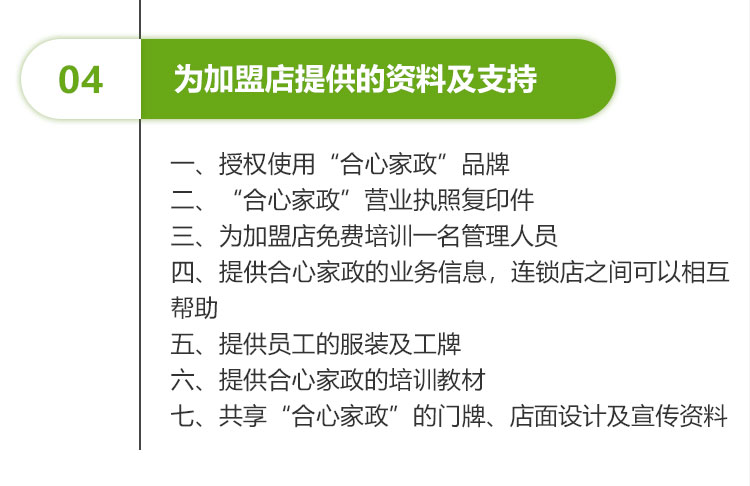 04
为加盟店提供的资料及支持
一、授权使用“合心家政”品牌
二、“合心家政”营业执照复印件
三、为加盟店免费培训一名管理人员
四、提供合心家政的业务信息，连锁店之间可以相互
帮助
五、提供员工的服装及工牌
六、提供合心家政的培训教材
七、共享“合心家政”的门牌、店面设计及宣传资料